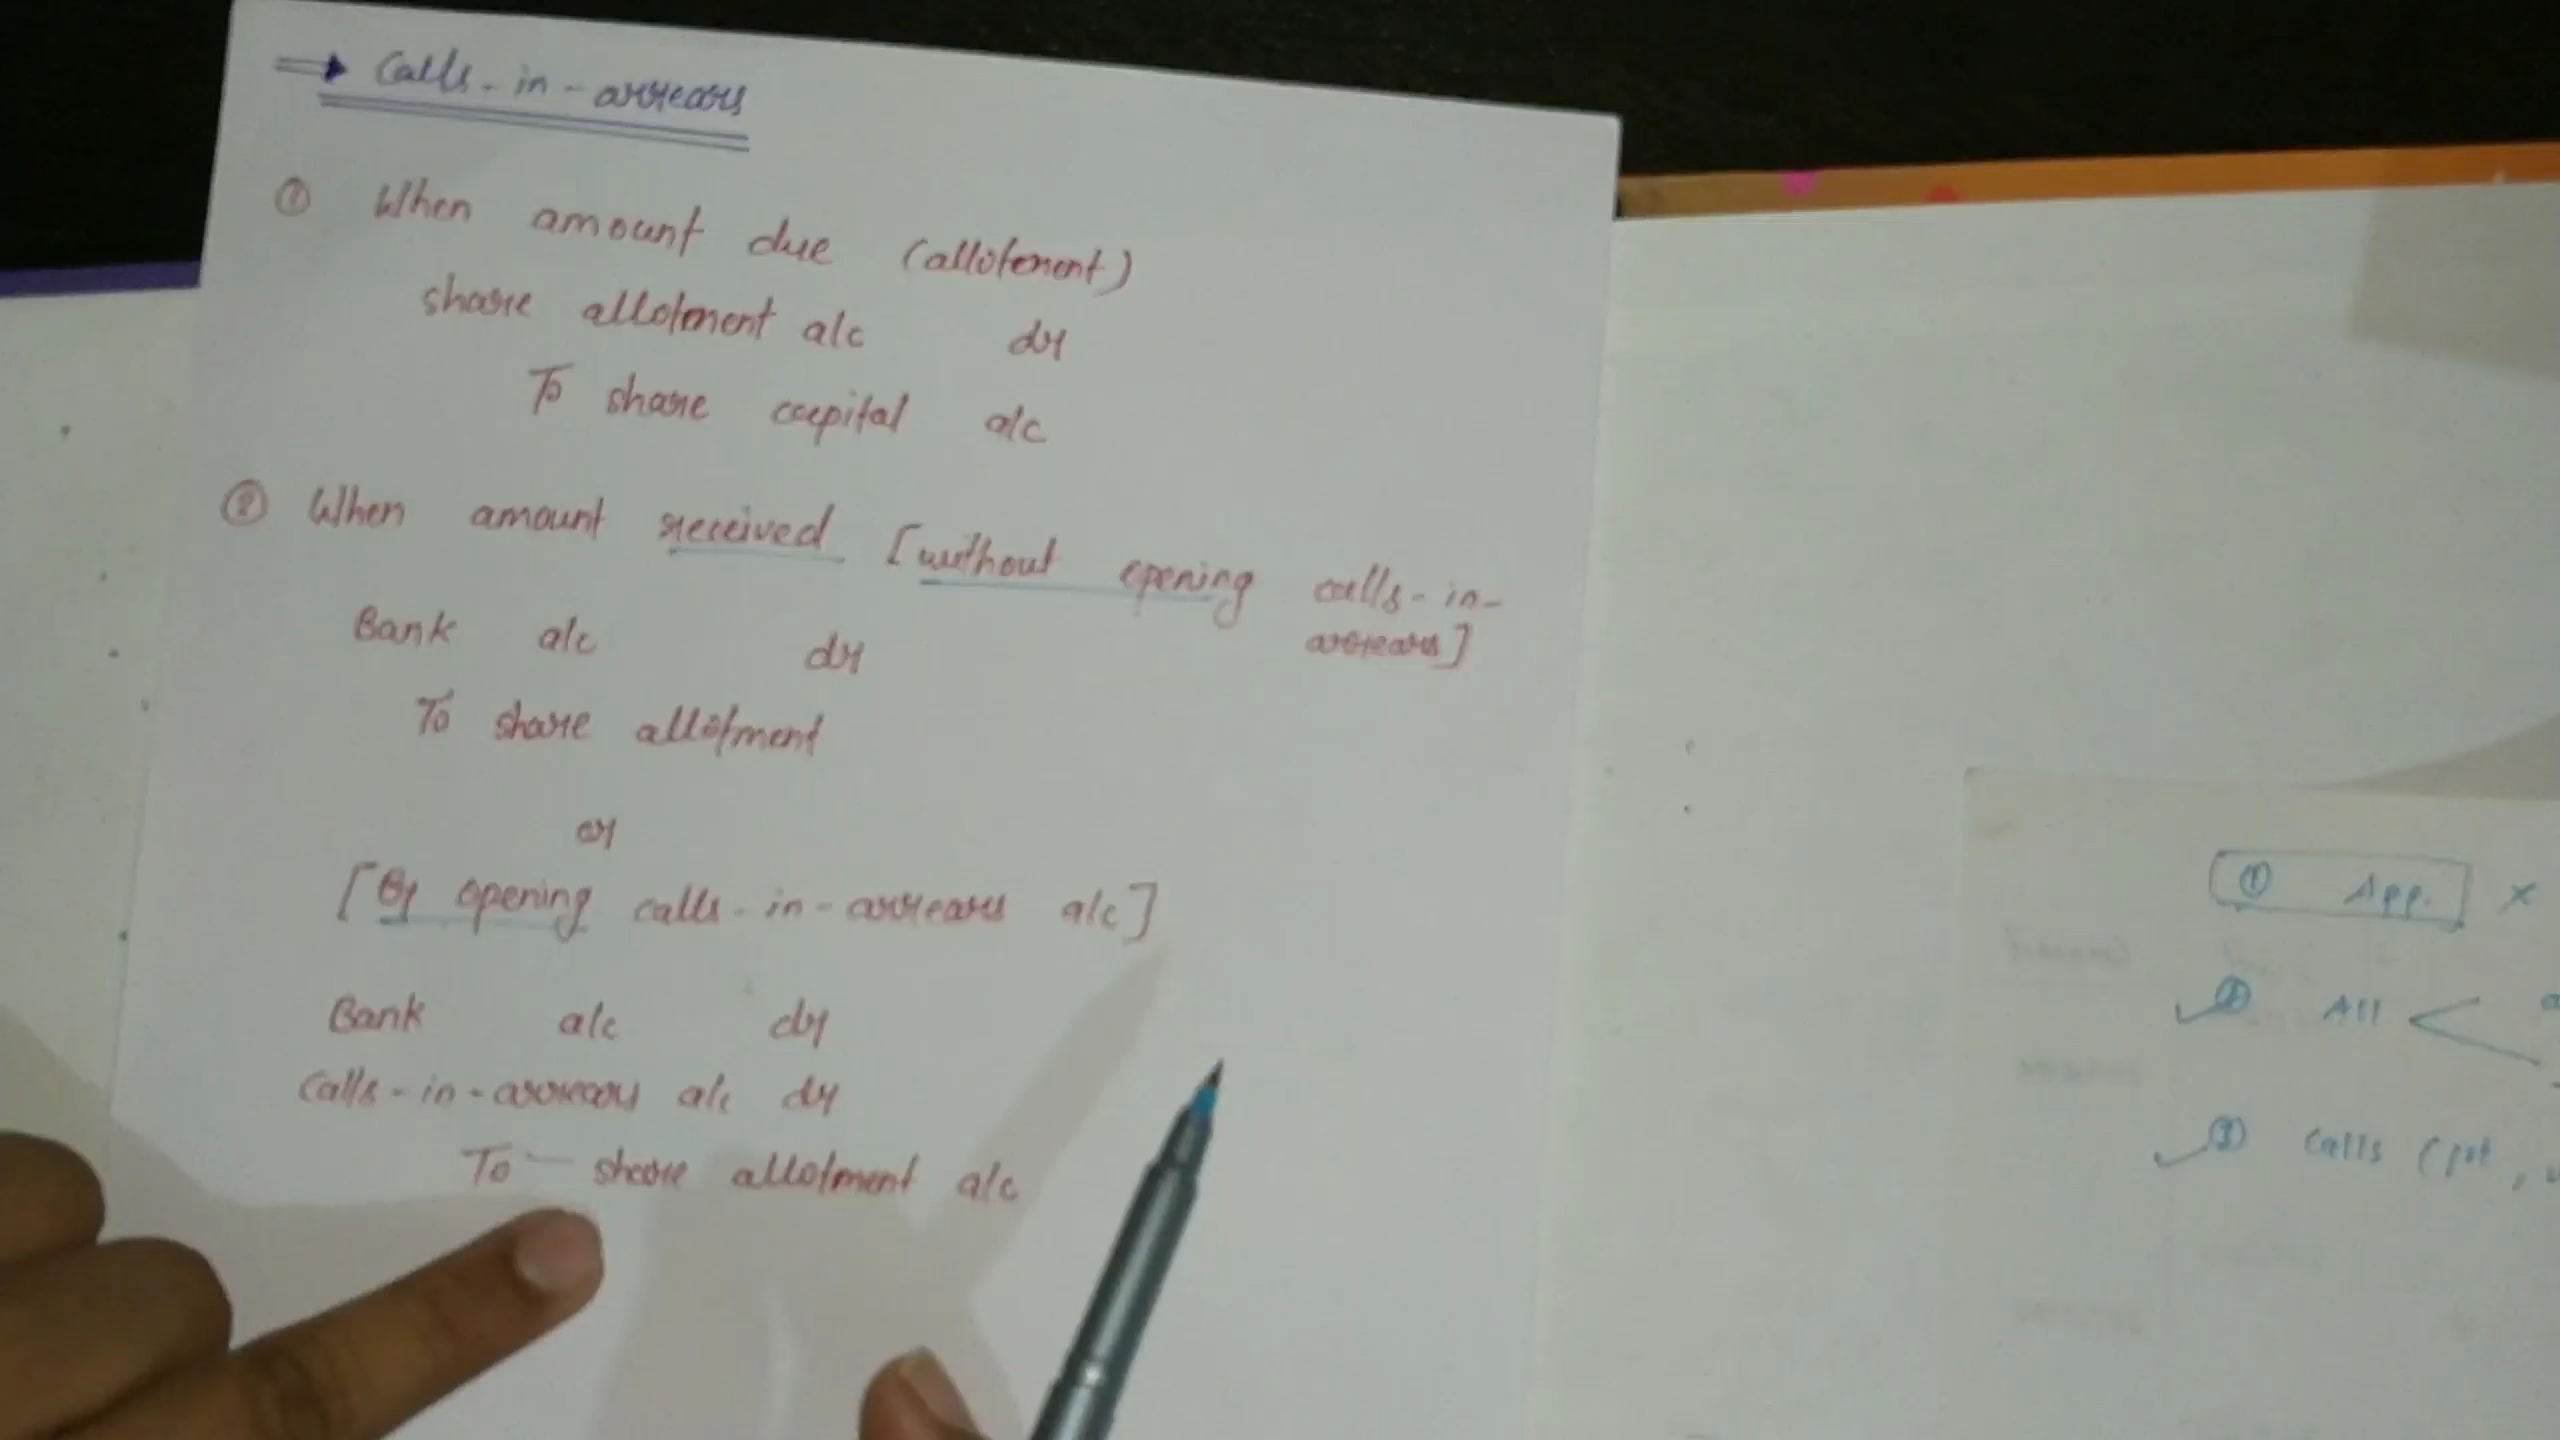 ⇒ Calls-in-arrears
① When amount due (allotement)
share allotment a/c dr
To share capital a/c
② When amount received [without opening calls-in-
arrears]
Bank a/c dr
To share allotment
or
[By opening calls-in-arrears a/c]
Bank a/c dr
Calls-in-arrears a/c dr
To share allotment a/c
① App. ×
✓② All <
✓③ Calls (1st,